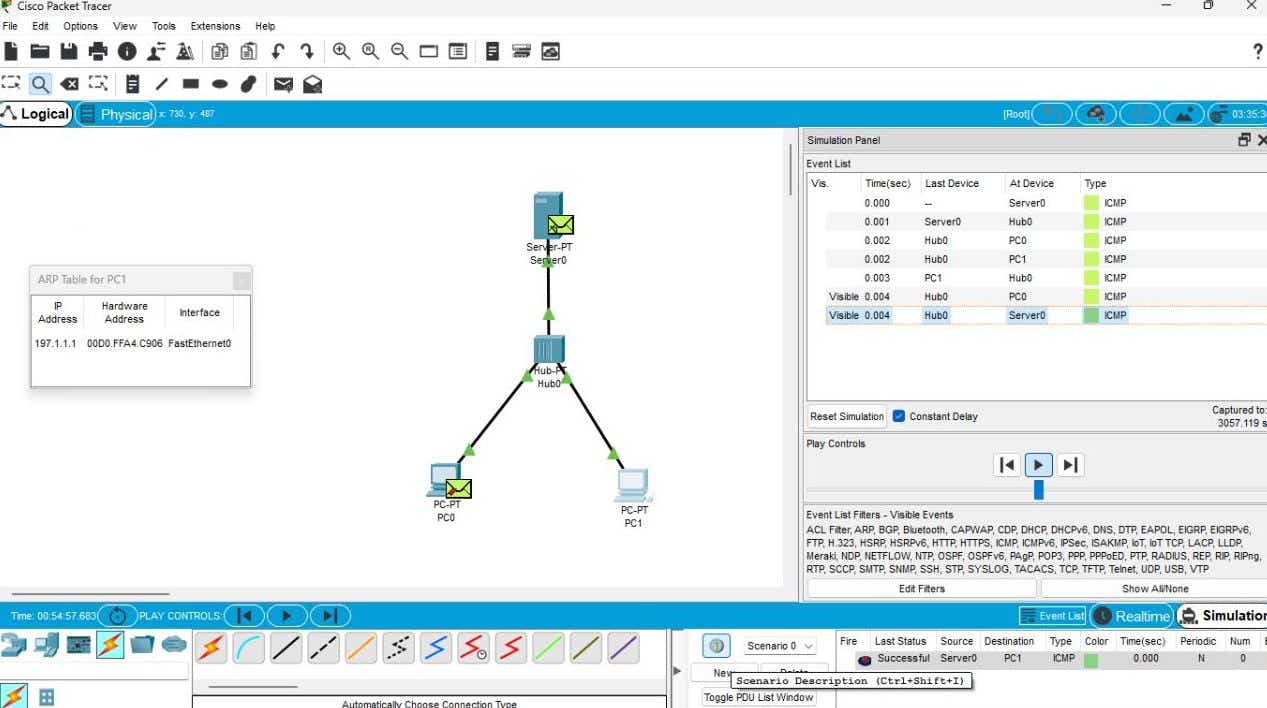 Cisco Packet Tracer
File Edit Options View Tools Extensions Help
?
Logical Physical x: 730, y: 487 [Root] 03:35:3
Simulation Panel
Event List
Vis. Time(sec) Last Device At Device Type
0.000 -- Server0 ICMP
0.001 Server0 Hub0 ICMP
0.002 Hub0 PC0 ICMP
0.002 Hub0 PC1 ICMP
0.003 PC1 Hub0 ICMP
Visible 0.004 Hub0 PC0 ICMP
Visible 0.004 Hub0 Server0 ICMP
Server-PT
Server0
ARP Table for PC1
IP Address Hardware Address Interface
197.1.1.1 00D0.FFA4.C906 FastEthernet0
Hub-PT
Hub0
PC-PT
PC0
PC-PT
PC1
Reset Simulation Constant Delay
Captured to:
3057.119 s
Play Controls
Event List Filters - Visible Events
ACL Filter, ARP, BGP, Bluetooth, CAPWAP, CDP, DHCP, DHCPv6, DNS, DTP, EAPOL, EIGRP, EIGRPv6,
FTP, H.323, HSRP, HSRPv6, HTTP, HTTPS, ICMP, ICMPv6, IPSec, ISAKMP, IoT, IoT TCP, LACP, LLDP,
Meraki, NDP, NETFLOW, NTP, OSPF, OSPFv6, PAgP, POP3, PPP, PPPoED, PTP, RADIUS, REP, RIP, RIPng,
RTP, SCCP, SMTP, SNMP, SSH, STP, SYSLOG, TACACS, TCP, TFTP, Telnet, UDP, USB, VTP
Edit Filters Show All/None
Time: 00:54:57.683 PLAY CONTROLS: Event List Realtime Simulation
Scenario 0
Fire Last Status Source Destination Type Color Time(sec) Periodic Num E
Successful Server0 PC1 ICMP 0.000 N 0
New Delete
Scenario Description (Ctrl+Shift+I)
Toggle PDU List Window
Automatically Choose Connection Type